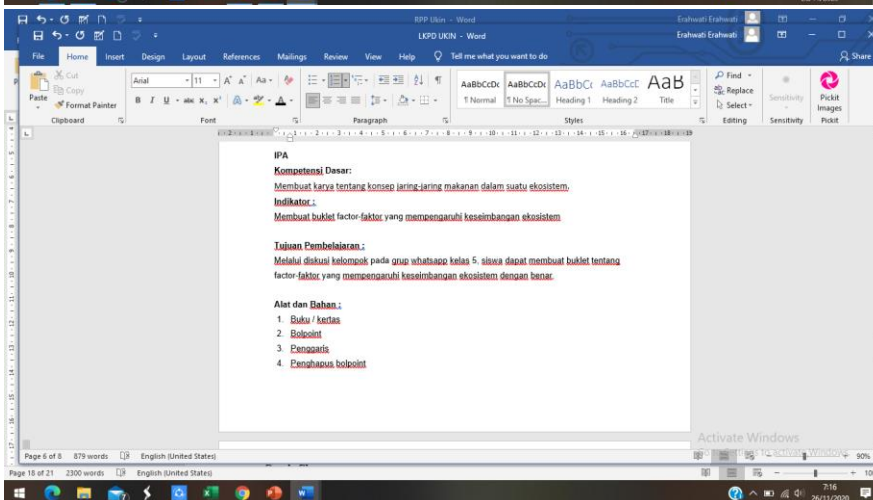 RPP Ukin - Word
Erahwati Erahwati
LKPD UKIN - Word
Erahwati Erahwati
File Home Insert Design Layout References Mailings Review View Help Tell me what you want to do Share
Paste
Cut
Copy
Format Painter
Clipboard
Arial 11
Font
Paragraph
AaBbCcDc AaBbCcDc AaBbCc AaBbCcD AaB
¶ Normal ¶ No Spac... Heading 1 Heading 2 Title
Styles
Find
Replace
Select
Editing
Sensitivity
Sensitivity
Pickit Images
Pickit
IPA
Kompetensi Dasar:
Membuat karya tentang konsep jaring-jaring makanan dalam suatu ekosistem.
Indikator :
Membuat buklet factor-faktor yang mempengaruhi keseimbangan ekosistem
Tujuan Pembelajaran :
Melalui diskusi kelompok pada grup whatsapp kelas 5, siswa dapat membuat buklet tentang
factor-faktor yang mempengaruhi keseimbangan ekosistem dengan benar.
Alat dan Bahan :
1. Buku / kertas
2. Bolpoint
3. Penggaris
4. Penghapus bolpoint
Activate Windows
Page 6 of 8 879 words English (United States) 90%
Page 18 of 21 2300 words English (United States)
7:16
26/11/2020